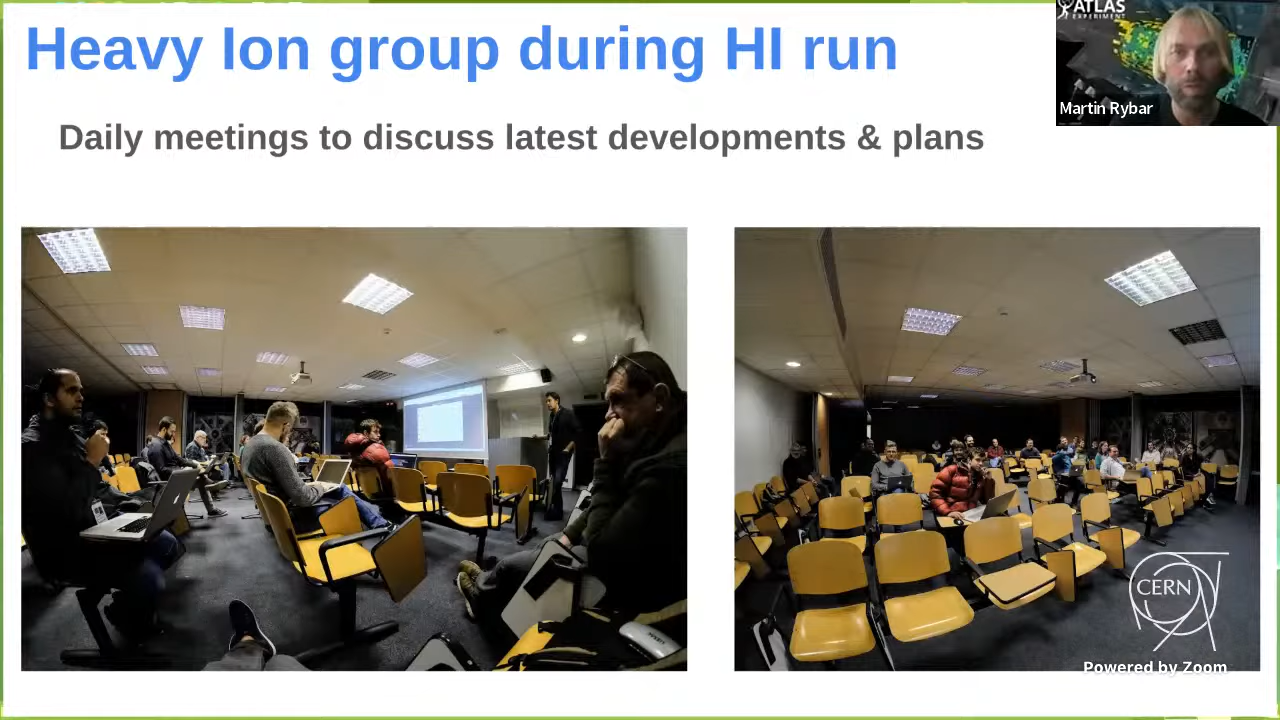 Heavy Ion group during HI run
ATLAS
EXPERIMENT
Martin Rybar
Daily meetings to discuss latest developments & plans
CERN
Powered by Zoom